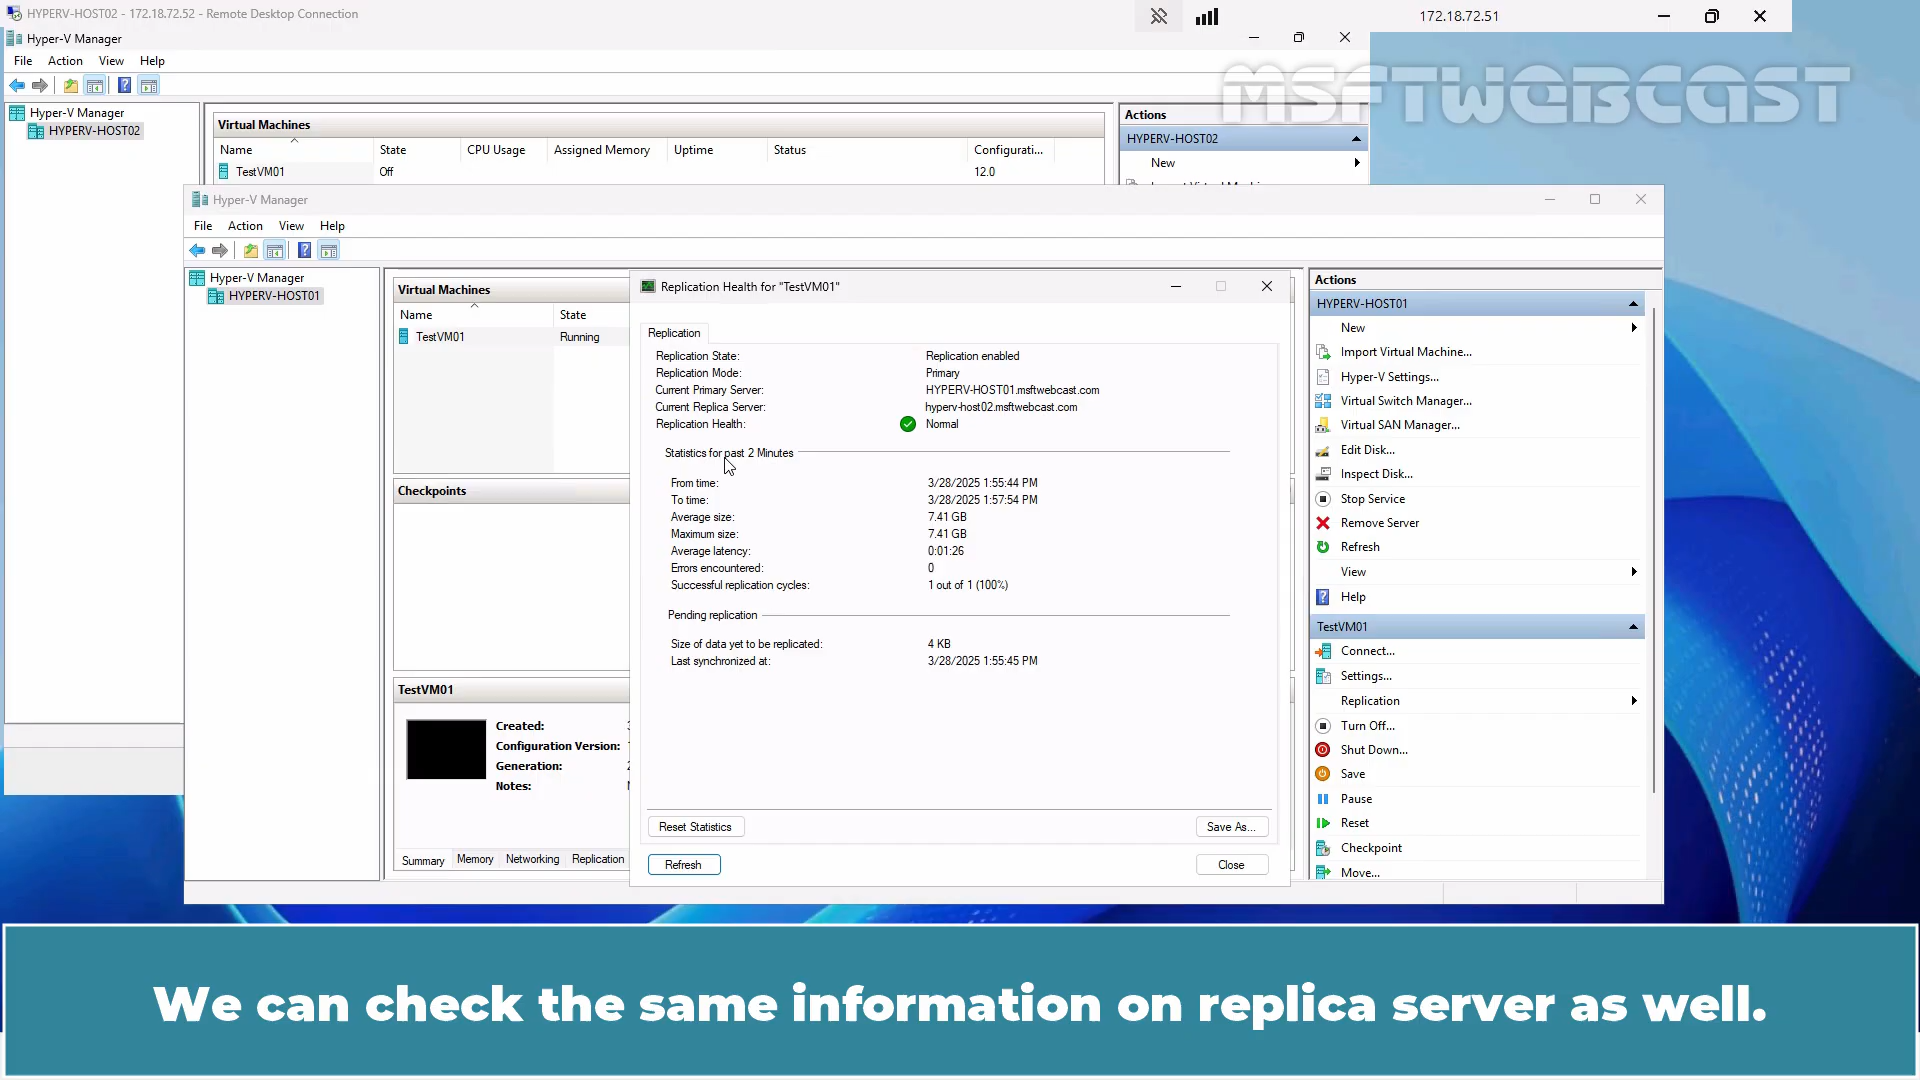 HYPERV-HOST02 - 172.18.72.52 - Remote Desktop Connection
172.18.72.51
Hyper-V Manager
File Action View Help
Hyper-V Manager
HYPERV-HOST02
Virtual Machines
Name State CPU Usage Assigned Memory Uptime Status Configurati...
TestVM01 Off 12.0
Actions
HYPERV-HOST02
New
MSFTWEBCAST
Hyper-V Manager
File Action View Help
Hyper-V Manager
HYPERV-HOST01
Virtual Machines
Name State
TestVM01 Running
Checkpoints
TestVM01
Created:
Configuration Version:
Generation:
Notes:
Summary Memory Networking Replication
Replication Health for "TestVM01"
Replication
Replication State: Replication enabled
Replication Mode: Primary
Current Primary Server: HYPERV-HOST01.msftwebcast.com
Current Replica Server: hyperv-host02.msftwebcast.com
Replication Health: Normal
Statistics for past 2 Minutes
From time: 3/28/2025 1:55:44 PM
To time: 3/28/2025 1:57:54 PM
Average size: 7.41 GB
Maximum size: 7.41 GB
Average latency: 0:01:26
Errors encountered: 0
Successful replication cycles: 1 out of 1 (100%)
Pending replication
Size of data yet to be replicated: 4 KB
Last synchronized at: 3/28/2025 1:55:45 PM
Reset Statistics Save As...
Refresh Close
Actions
HYPERV-HOST01
New
Import Virtual Machine...
Hyper-V Settings...
Virtual Switch Manager...
Virtual SAN Manager...
Edit Disk...
Inspect Disk...
Stop Service
Remove Server
Refresh
View
Help
TestVM01
Connect...
Settings...
Replication
Turn Off...
Shut Down...
Save
Pause
Reset
Checkpoint
Move...
We can check the same information on replica server as well.